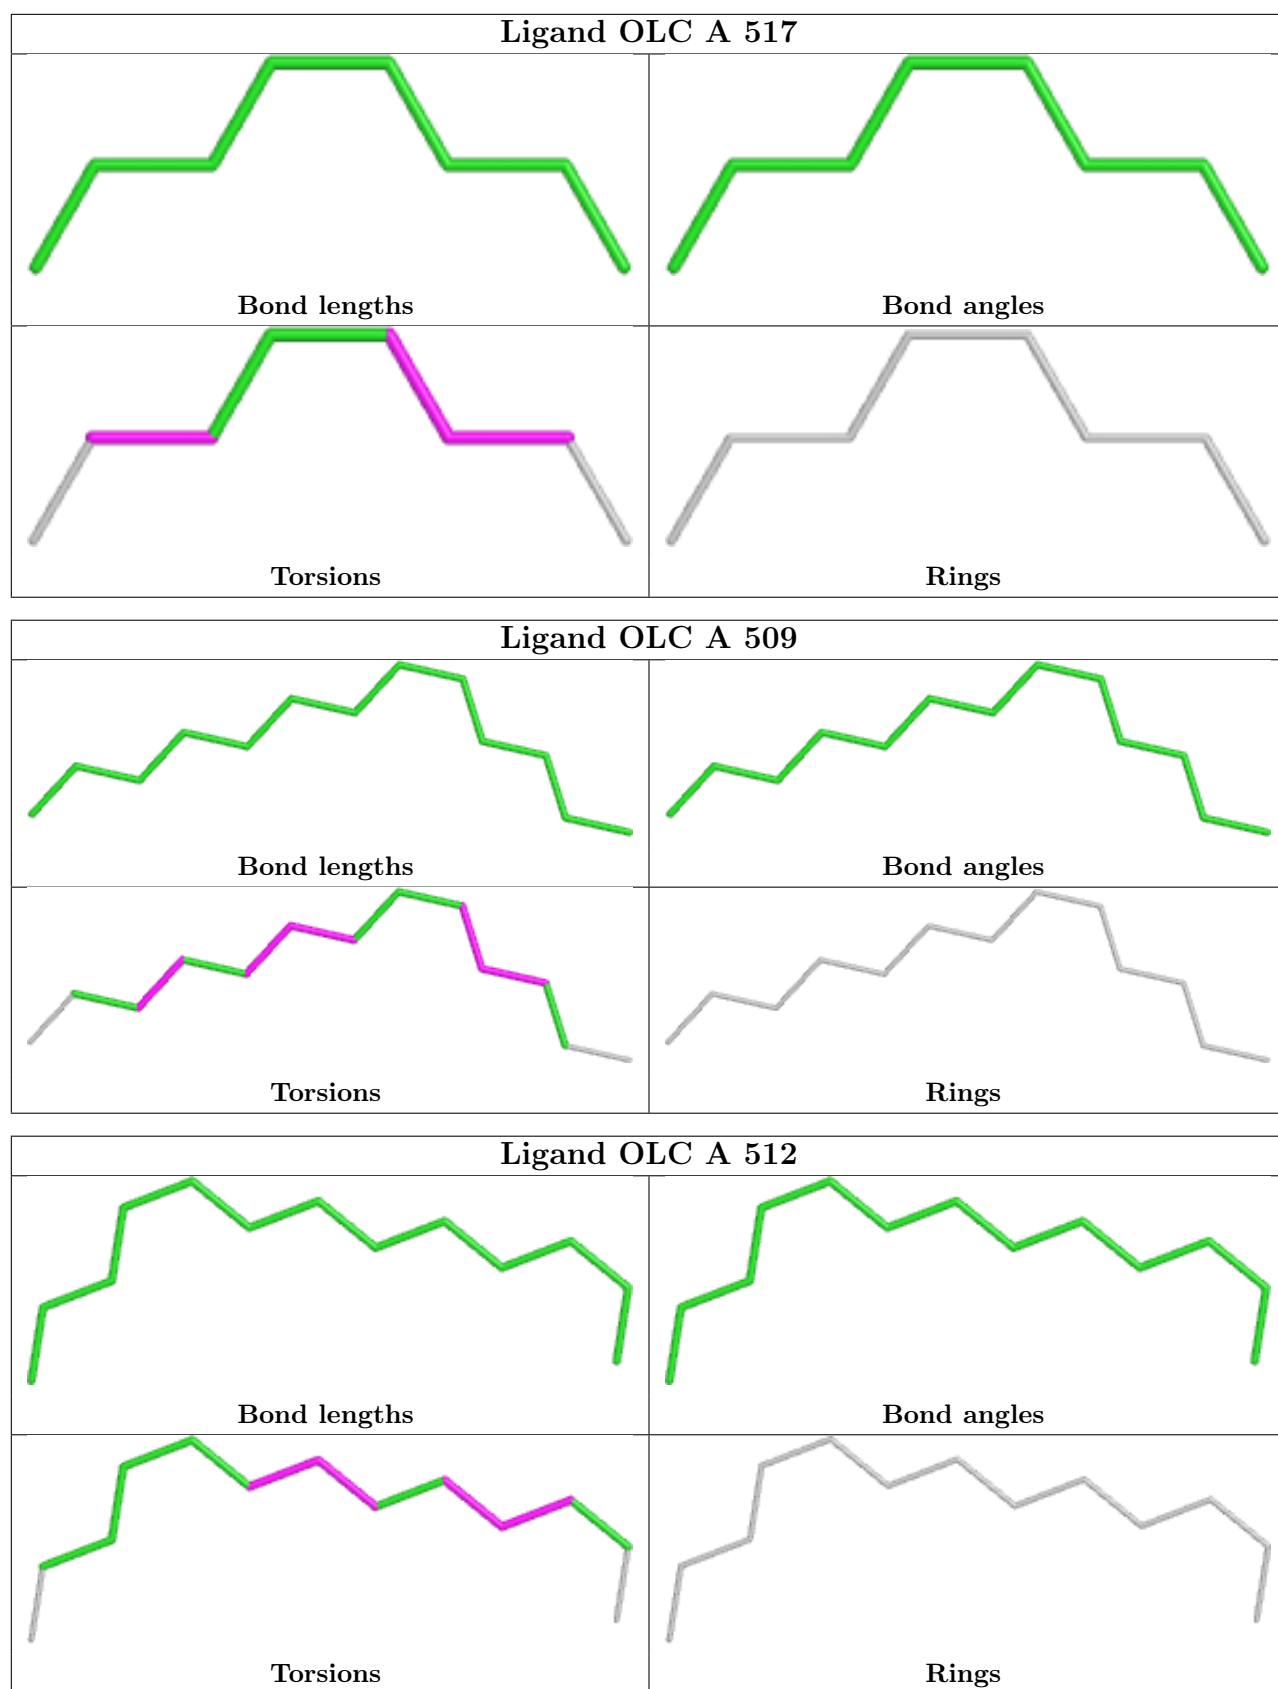 Ligand OLC A 517
Bond lengths
Bond angles
Torsions
Rings
Ligand OLC A 509
Bond lengths
Bond angles
Torsions
Rings
Ligand OLC A 512
Bond lengths
Bond angles
Torsions
Rings